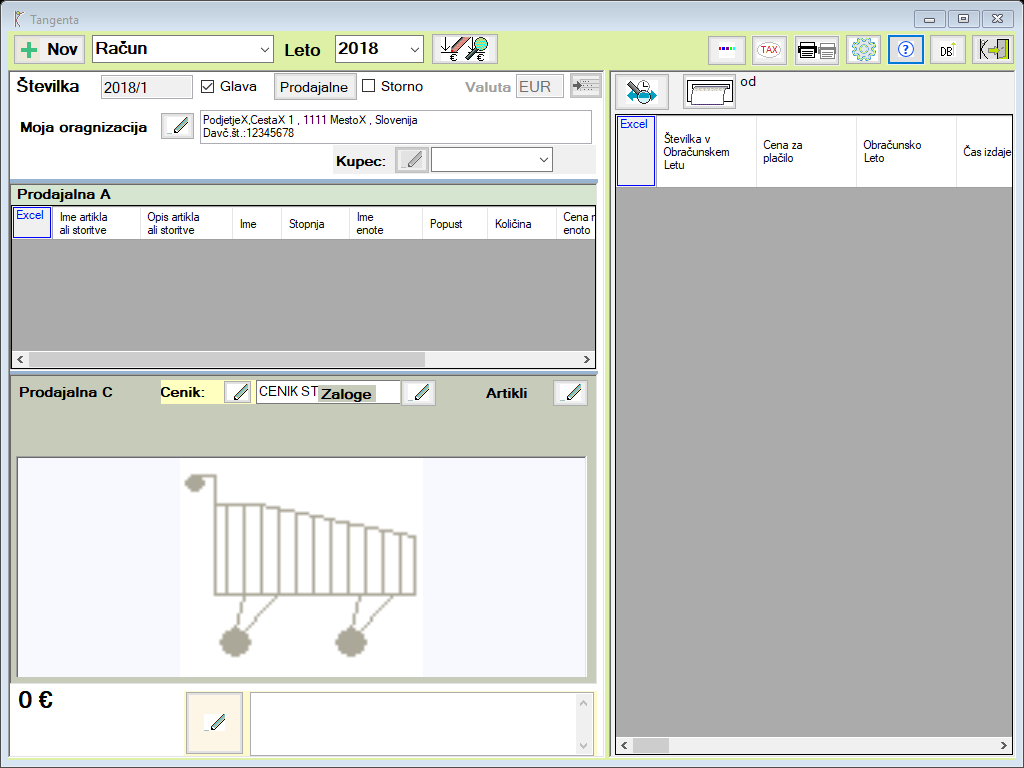 Tangenta
Nov
Račun
Leto
2018
TAX
?
DB
Številka
2018/1
Glava
Prodajalne
Storno
Valuta
EUR
Moja oragnizacija
PodjetjeX,CestaX 1 , 1111 MestoX , Slovenija
Davč.št.:12345678
Kupec:
Prodajalna A
Excel
Ime artikla
ali storitve
Opis artikla
ali storitve
Ime
Stopnja
Ime
enote
Popust
Količina
Cena
enoto
Prodajalna C
Cenik:
CENIK ST
Zaloge
Artikli
0 €
od
Excel
Številka v
Obračunskem
Letu
Cena za
plačilo
Obračunsko
Leto
Čas izdaje